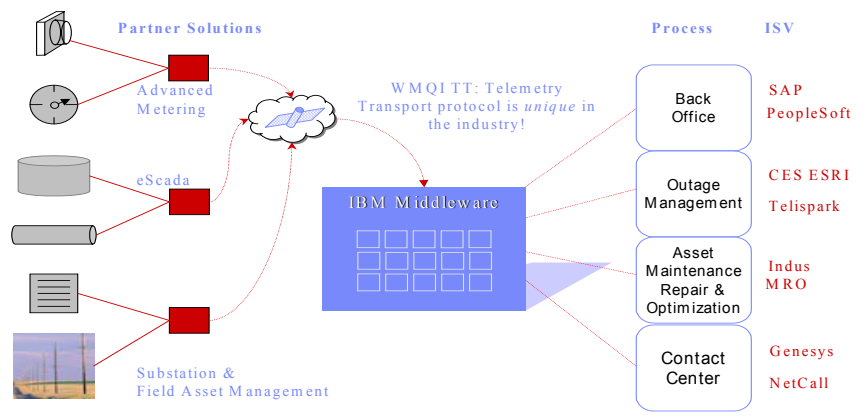 Partner Solutions
Process
ISV
Advanced
Metering
WMQI TT: Telemetry
Transport protocol is unique in
the industry!
eScada
Substation &
Field Asset Management
IBM Middleware
Back
Office
SAP
PeopleSoft
Outage
Management
CES ESRI
Telispark
Asset
Maintenance
Repair &
Optimization
Indus
MRO
Contact
Center
Genesys
NetCall